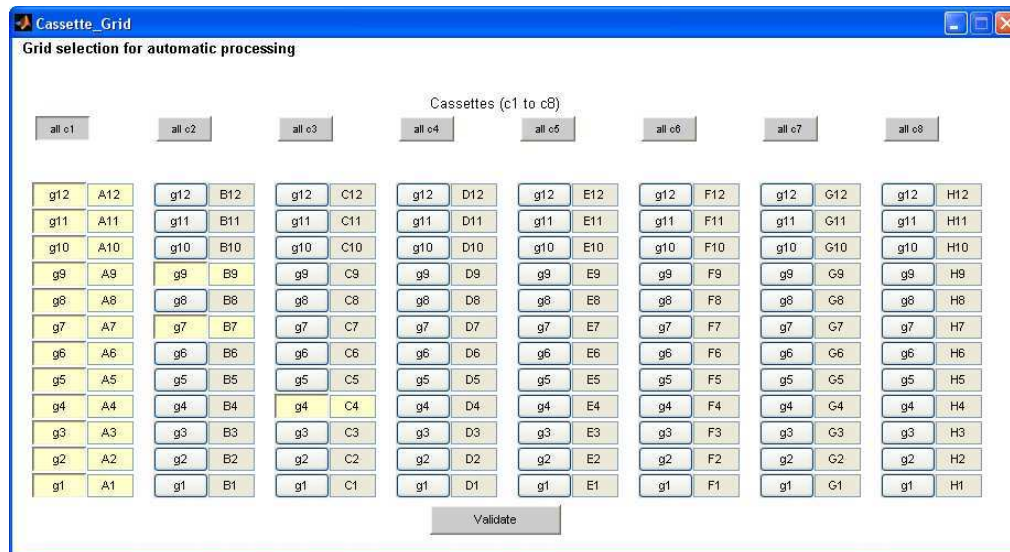 Cassette_Grid
Grid selection for automatic processing
Cassettes (c1 to c8)
all c1 all c2 all c3 all c4 all c5 all c6 all c7 all c8
g12 A12 g12 B12 g12 C12 g12 D12 g12 E12 g12 F12 g12 G12 g12 H12
g11 A11 g11 B11 g11 C11 g11 D11 g11 E11 g11 F11 g11 G11 g11 H11
g10 A10 g10 B10 g10 C10 g10 D10 g10 E10 g10 F10 g10 G10 g10 H10
g9 A9 g9 B9 g9 C9 g9 D9 g9 E9 g9 F9 g9 G9 g9 H9
g8 A8 g8 B8 g8 C8 g8 D8 g8 E8 g8 F8 g8 G8 g8 H8
g7 A7 g7 B7 g7 C7 g7 D7 g7 E7 g7 F7 g7 G7 g7 H7
g6 A6 g6 B6 g6 C6 g6 D6 g6 E6 g6 F6 g6 G6 g6 H6
g5 A5 g5 B5 g5 C5 g5 D5 g5 E5 g5 F5 g5 G5 g5 H5
g4 A4 g4 B4 g4 C4 g4 D4 g4 E4 g4 F4 g4 G4 g4 H4
g3 A3 g3 B3 g3 C3 g3 D3 g3 E3 g3 F3 g3 G3 g3 H3
g2 A2 g2 B2 g2 C2 g2 D2 g2 E2 g2 F2 g2 G2 g2 H2
g1 A1 g1 B1 g1 C1 g1 D1 g1 E1 g1 F1 g1 G1 g1 H1
Validate